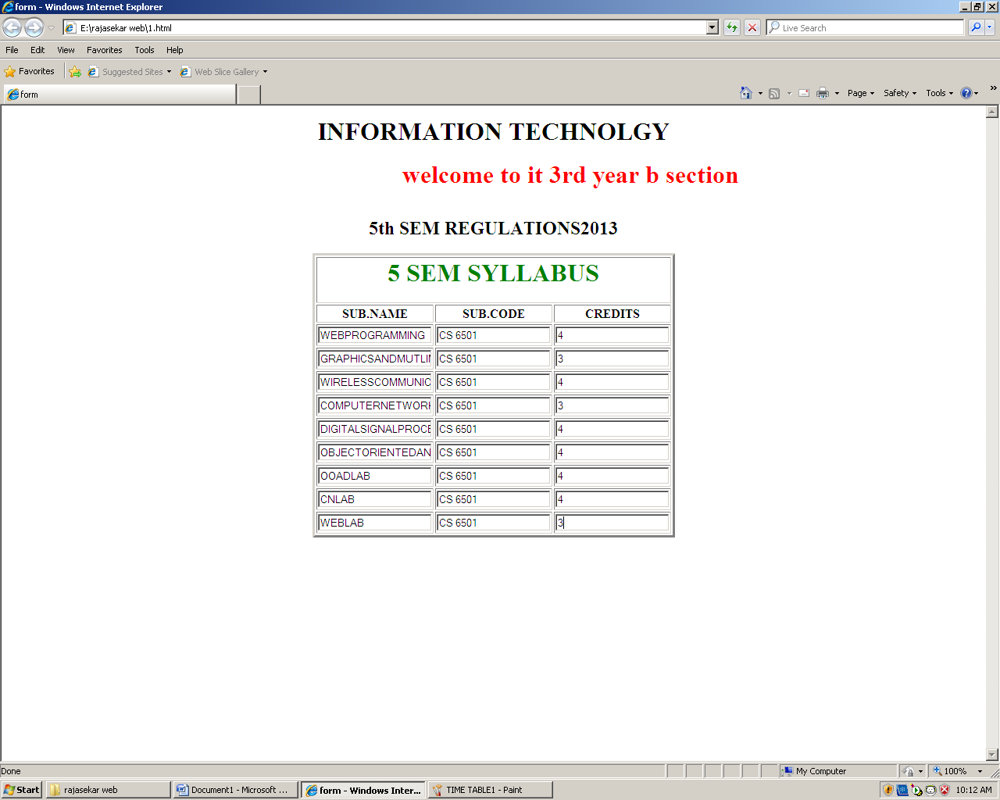 form - Windows Internet Explorer
E:\rajasekar web\1.html
Live Search
File Edit View Favorites Tools Help
Favorites Suggested Sites Web Slice Gallery
form Page Safety Tools
INFORMATION TECHNOLGY
welcome to it 3rd year b section
5th SEM REGULATIONS2013
5 SEM SYLLABUS
SUB.NAME SUB.CODE CREDITS
WEBPROGRAMMING CS 6501 4
GRAPHICSANDMUTLIM CS 6501 3
WIRELESSCOMMUNIC CS 6501 4
COMPUTERNETWORK CS 6501 3
DIGITALSIGNALPROCE CS 6501 4
OBJECTORIENTEDAN CS 6501 4
OOADLAB CS 6501 4
CNLAB CS 6501 4
WEBLAB CS 6501 3
Done My Computer 100%
Start rajasekar web Document1 - Microsoft ... form - Windows Inter... TIME TABLE1 - Paint 10:12 AM